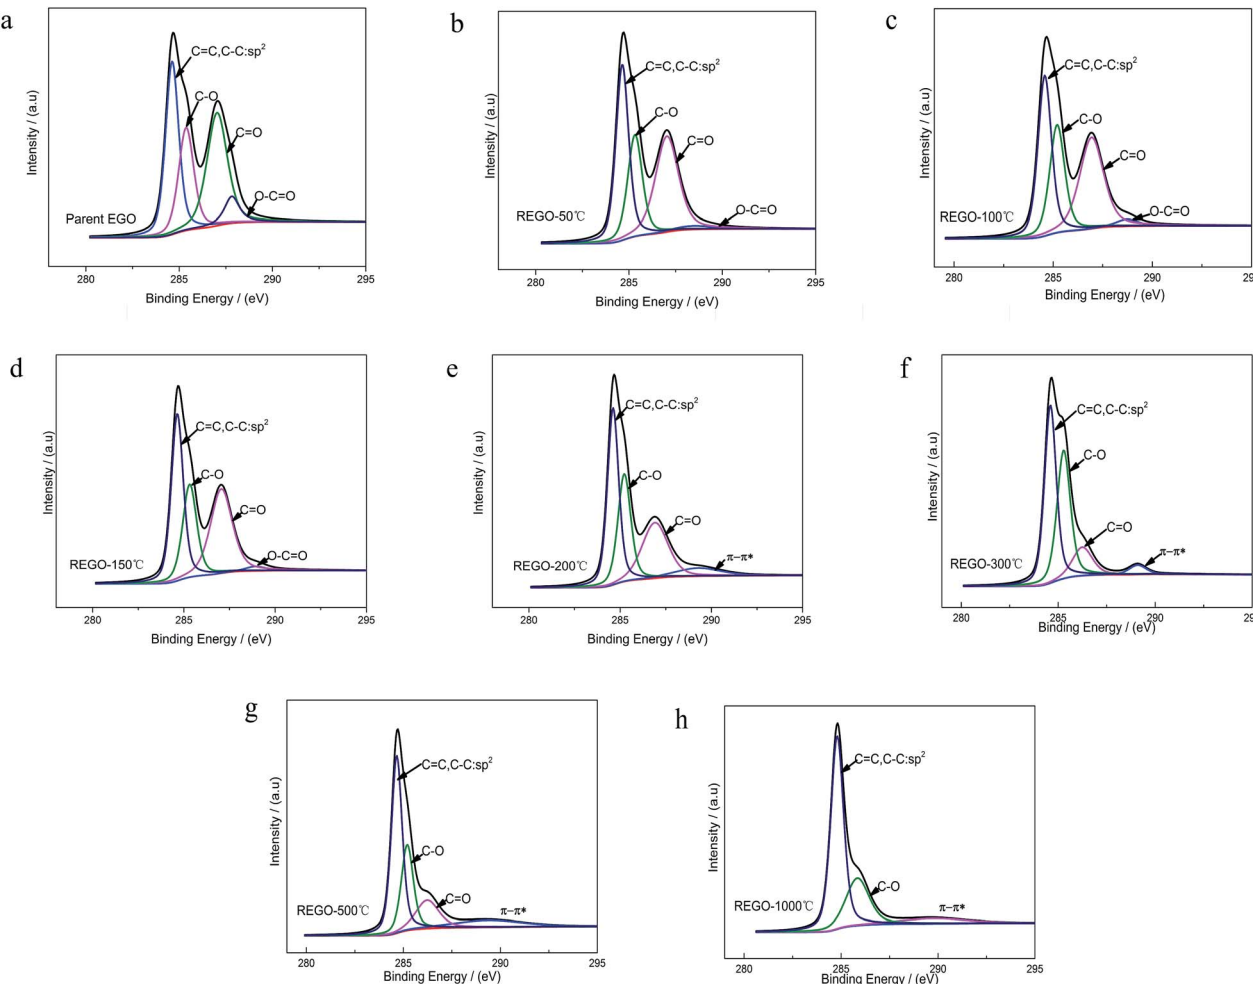 a
C=C,C-C:sp²
C-O
C=O
O-C=O
Parent EGO
Intensity / (a.u)
280 285 290 295
Binding Energy / (eV)
b
C=C,C-C:sp²
C-O
C=O
O-C=O
REGO-50℃
Intensity / (a.u)
280 285 290 295
Binding Energy / (eV)
c
C=C,C-C:sp²
C-O
C=O
O-C=O
REGO-100℃
Intensity / (a.u)
280 285 290
Binding Energy / (eV)
d
C=C,C-C:sp²
C-O
C=O
O-C=O
REGO-150℃
Intensity / (a.u)
280 285 290 295
Binding Energy / (eV)
e
C=C,C-C:sp²
C-O
C=O
π−π*
REGO-200℃
Intensity / (a.u)
280 285 290 295
Binding Energy / (eV)
f
C=C,C-C:sp²
C-O
C=O
π−π*
REGO-300℃
Intensity / (a.u)
280 285 290
Binding Energy / (eV)
g
C=C,C-C:sp²
C-O
C=O
π−π*
REGO-500℃
Intensity / (a.u)
280 285 290 295
Binding Energy / (eV)
h
C=C,C-C:sp²
C-O
π−π*
REGO-1000℃
Intensity / (a.u)
280 285 290 295
Binding Energy / (eV)